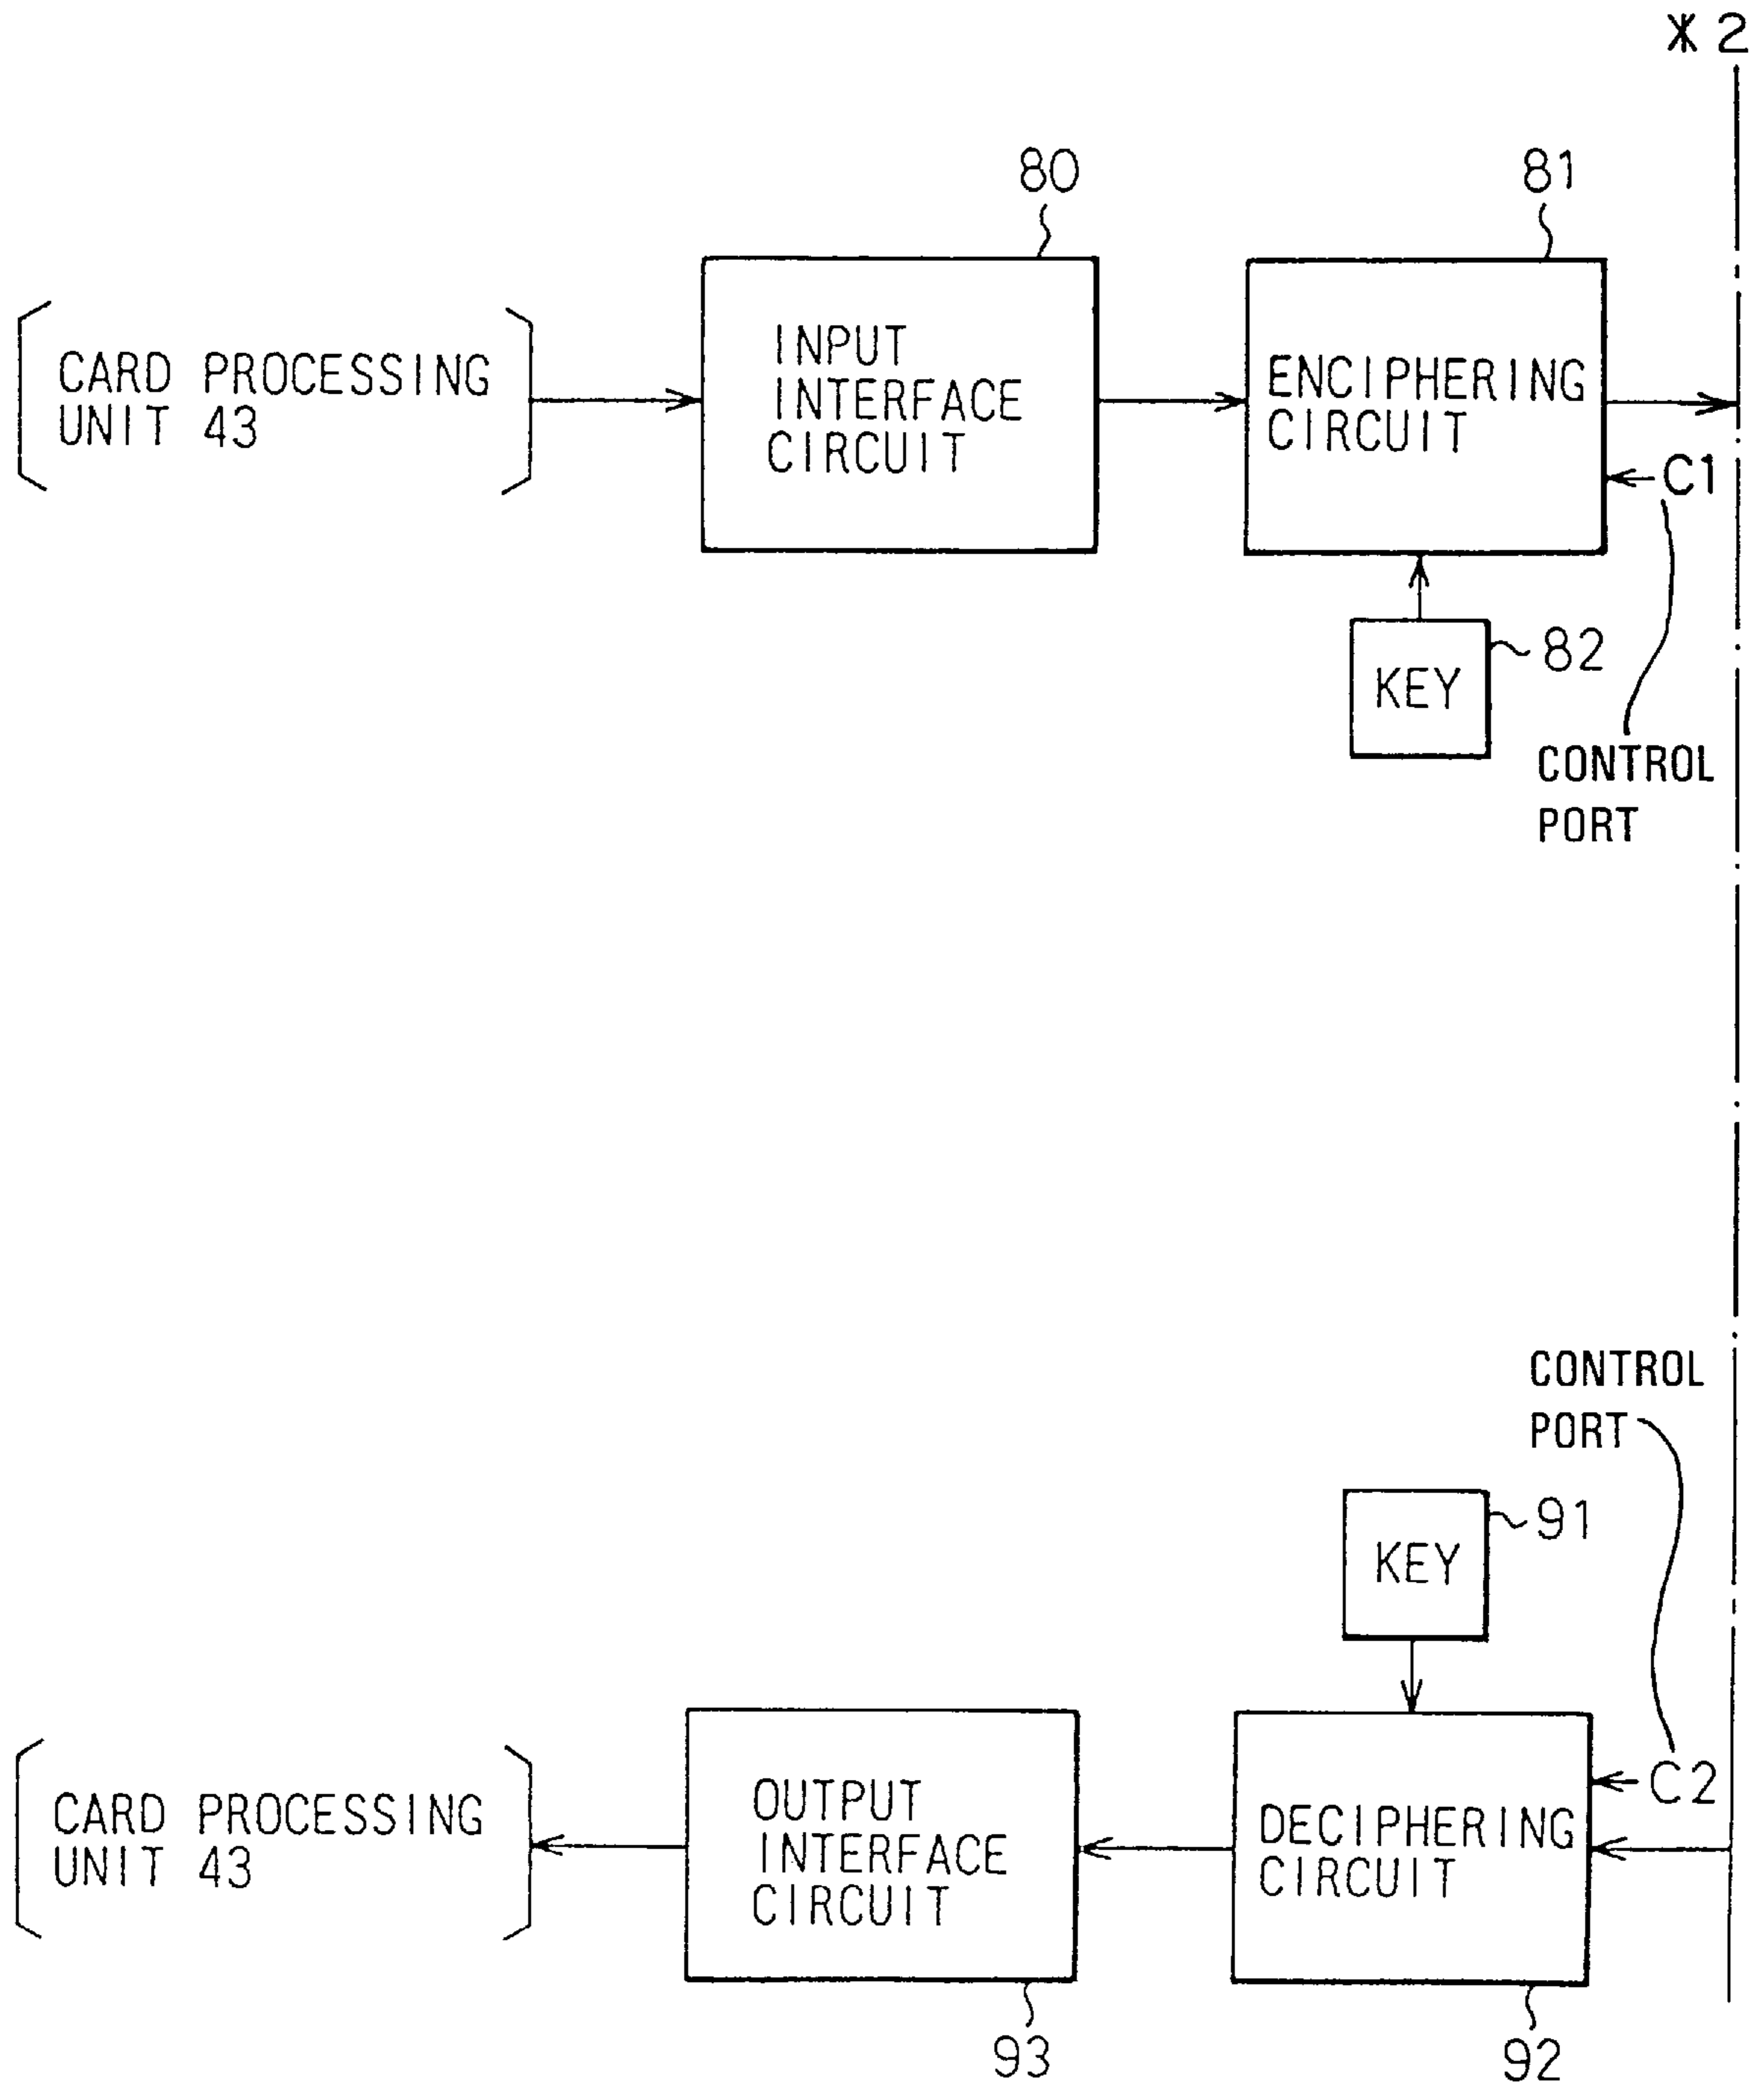 ※2
80
81
CARD PROCESSING
UNIT 43
INPUT
INTERFACE
CIRCUIT
ENCIPHERING
CIRCUIT
C1
82
KEY
CONTROL
PORT
CONTROL
PORT
91
KEY
CARD PROCESSING
UNIT 43
OUTPUT
INTERFACE
CIRCUIT
C2
DECIPHERING
CIRCUIT
93
92